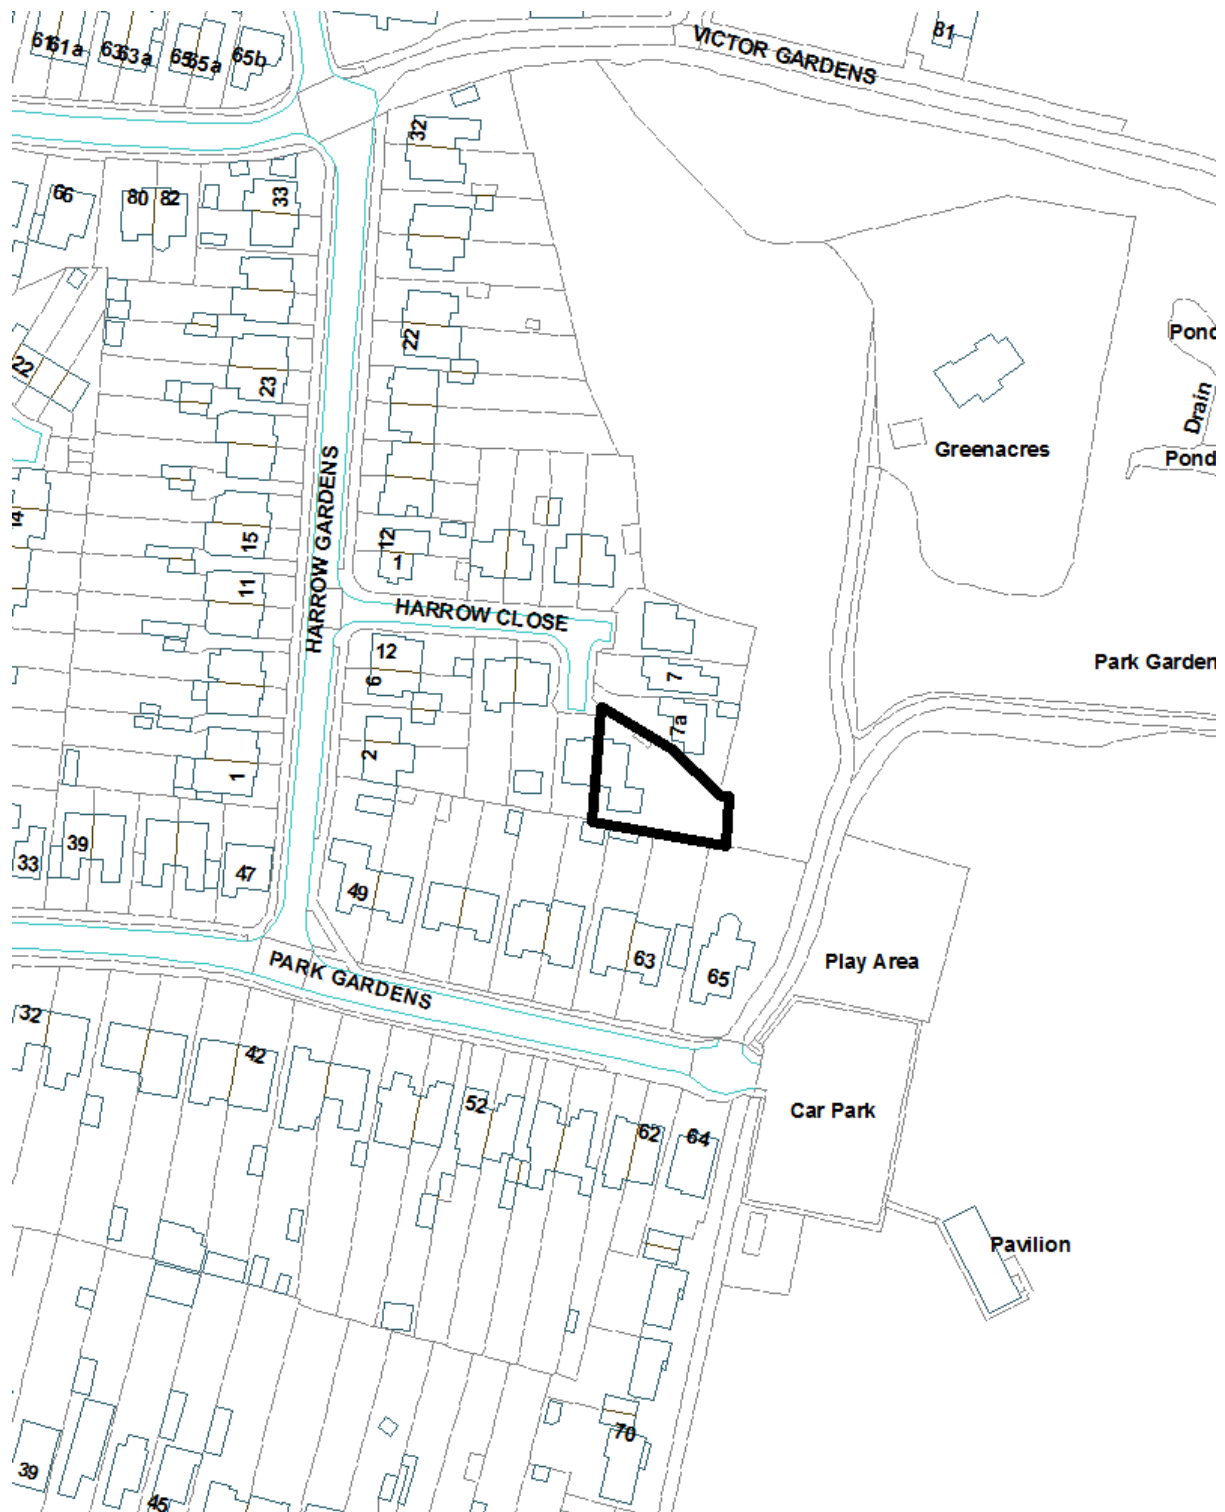 61
61a
63
63a
65
65a
65b
VICTOR GARDENS
81
32
66
80
82
33
22
22
23
Pond
Drain
Greenacres
Pond
14
15
12
1
HARROW GARDENS
11
HARROW CLOSE
12
6
7
Park Garden
7a
2
1
39
33
47
49
63
65
PARK GARDENS
Play Area
32
42
52
62
64
Car Park
Pavilion
70
39
45